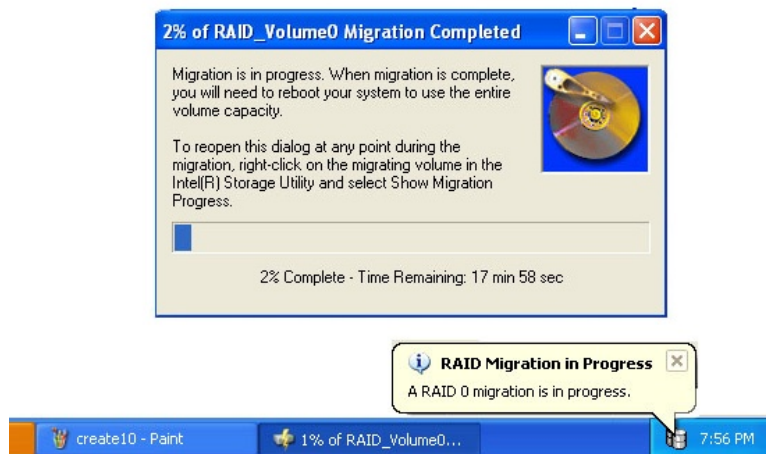 2% of RAID_Volume0 Migration Completed
Migration is in progress. When migration is complete,
you will need to reboot your system to use the entire
volume capacity.
To reopen this dialog at any point during the
migration, right-click on the migrating volume in the
Intel(R) Storage Utility and select Show Migration
Progress.
2% Complete - Time Remaining: 17 min 58 sec
RAID Migration in Progress
A RAID 0 migration is in progress.
create10 - Paint
1% of RAID_Volume0...
7:56 PM